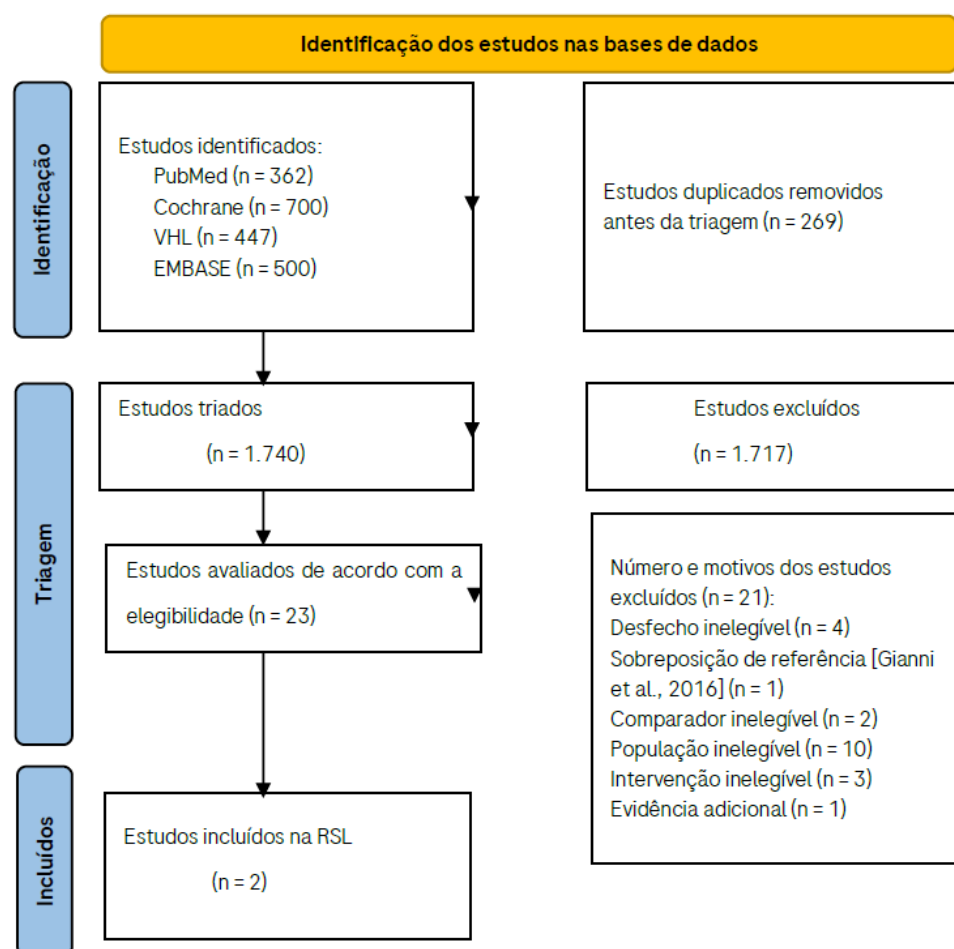 Identificação dos estudos nas bases de dados
Identificação
Estudos identificados:
PubMed (n = 362)
Cochrane (n = 700)
VHL (n = 447)
EMBASE (n = 500)
Estudos duplicados removidos
antes da triagem (n = 269)
Triagem
Estudos triados
(n = 1.740)
Estudos excluídos
(n = 1.717)
Estudos avaliados de acordo com a
elegibilidade (n = 23)
Número e motivos dos estudos
excluídos (n = 21):
Desfecho inelegível (n = 4)
Sobreposição de referência [Gianni
et al., 2016] (n = 1)
Comparador inelegível (n = 2)
População inelegível (n = 10)
Intervenção inelegível (n = 3)
Evidência adicional (n = 1)
Incluídos
Estudos incluídos na RSL
(n = 2)